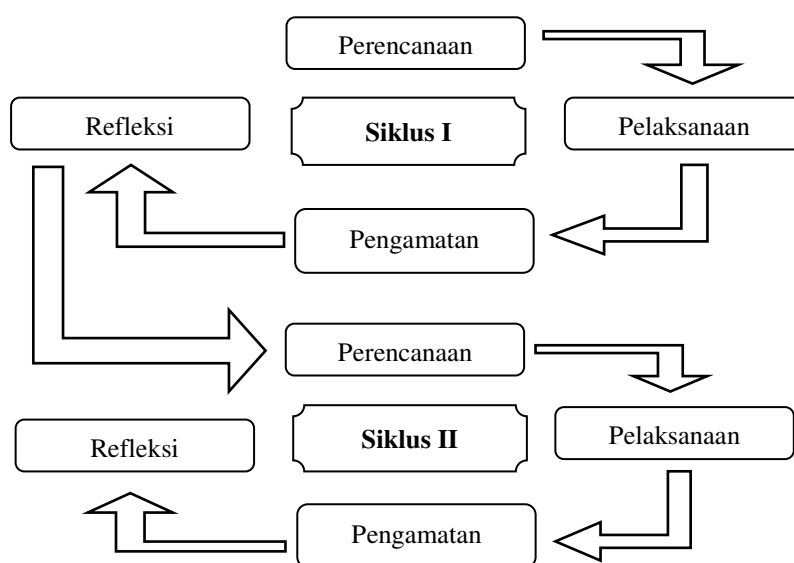 Perencanaan
Refleksi
Siklus I
Pelaksanaan
Pengamatan
Perencanaan
Refleksi
Siklus II
Pelaksanaan
Pengamatan